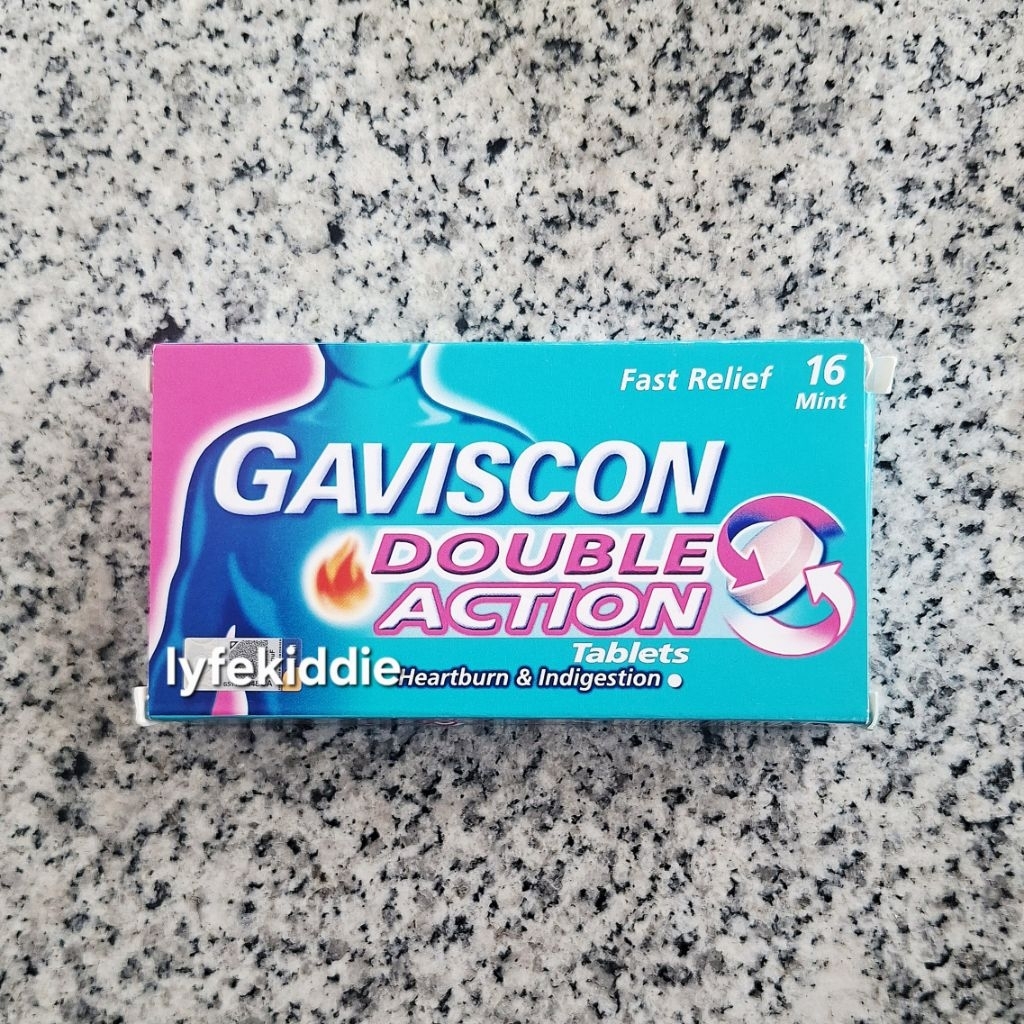 Fast Relief 16
Mint
GAVISCON
DOUBLE
ACTION
Tablets
lyfekiddie
Heartburn & Indigestion